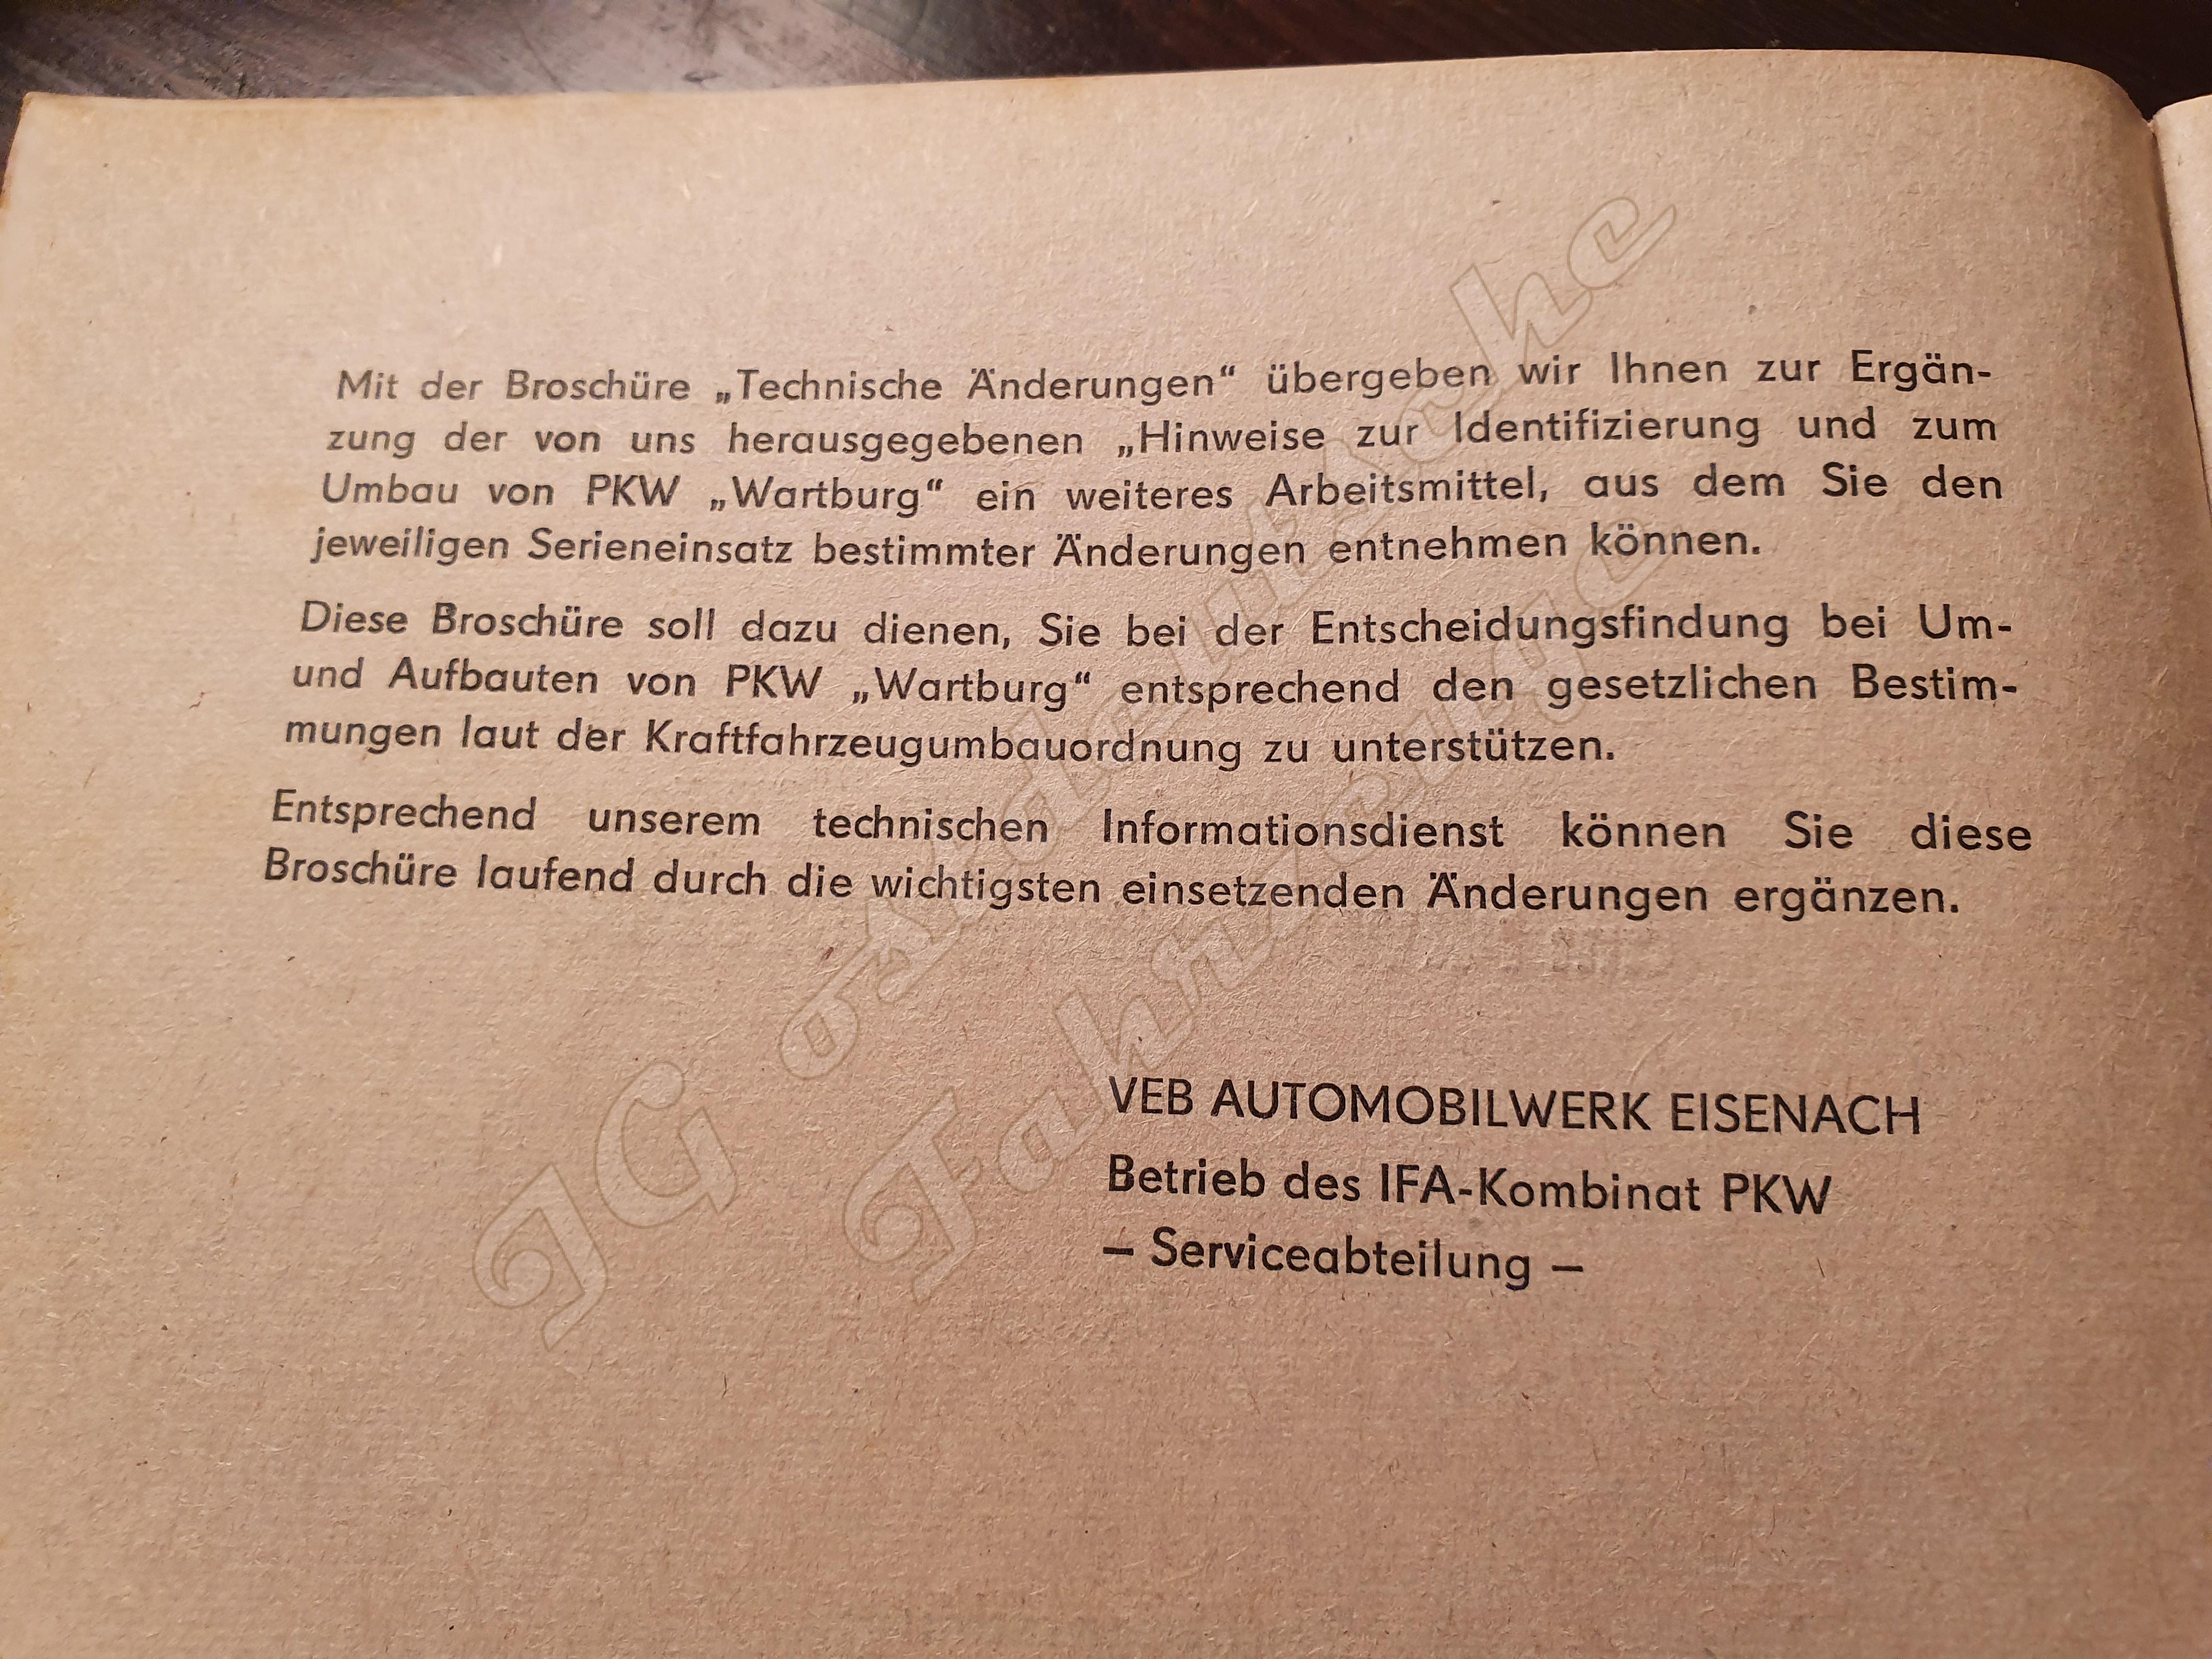 Mit der Broschüre „Technische Änderungen“ übergeben wir Ihnen zur Ergän-
zung der von uns herausgegebenen „Hinweise zur Identifizierung und zum
Umbau von PKW „Wartburg“ ein weiteres Arbeitsmittel, aus dem Sie den
jeweiligen Serieneinsatz bestimmter Änderungen entnehmen können.
Diese Broschüre soll dazu dienen, Sie bei der Entscheidungsfindung bei Um-
und Aufbauten von PKW „Wartburg“ entsprechend den gesetzlichen Bestim-
mungen laut der Kraftfahrzeugumbauordnung zu unterstützen.
Entsprechend unserem technischen Informationsdienst können Sie diese
Broschüre laufend durch die wichtigsten einsetzenden Änderungen ergänzen.
VEB AUTOMOBILWERK EISENACH
Betrieb des IFA-Kombinat PKW
– Serviceabteilung –
IG ostdeutsche
Fahrzeuge